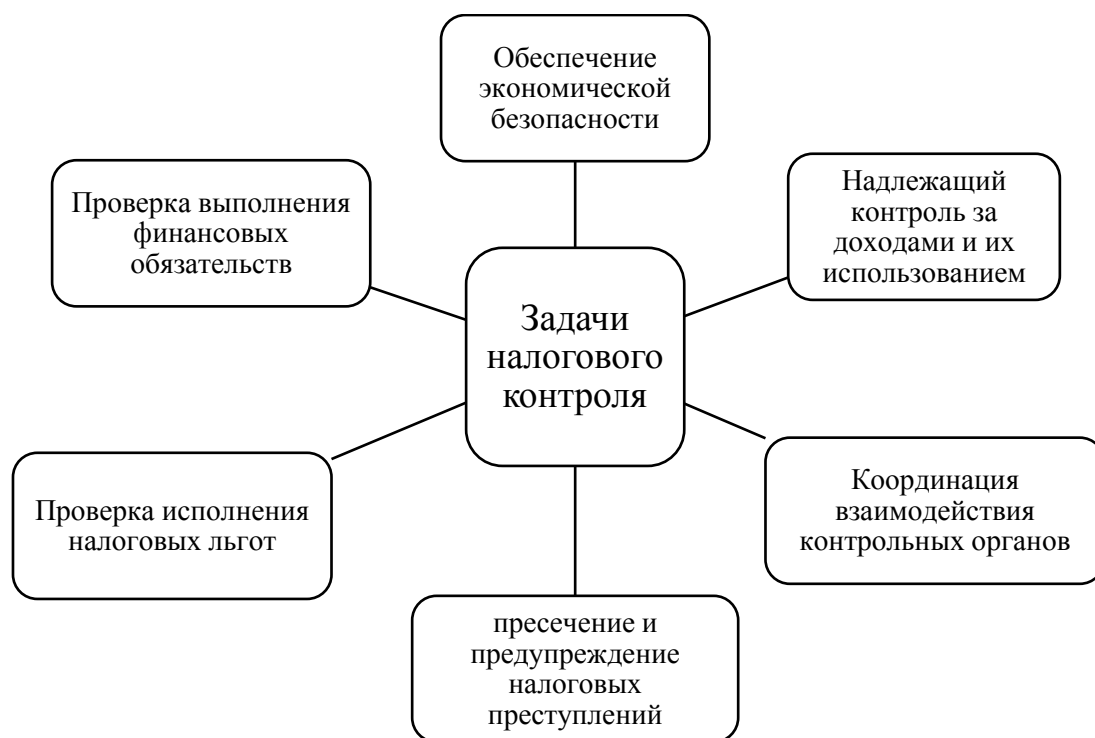 Обеспечение
экономической
безопасности
Надлежащий
контроль за
доходами и их
использованием
Проверка выполнения
финансовых
обязательств
Задачи
налогового
контроля
Координация
взаимодействия
контрольных органов
Проверка исполнения
налоговых льгот
пресечение и
предупреждение
налоговых
преступлений